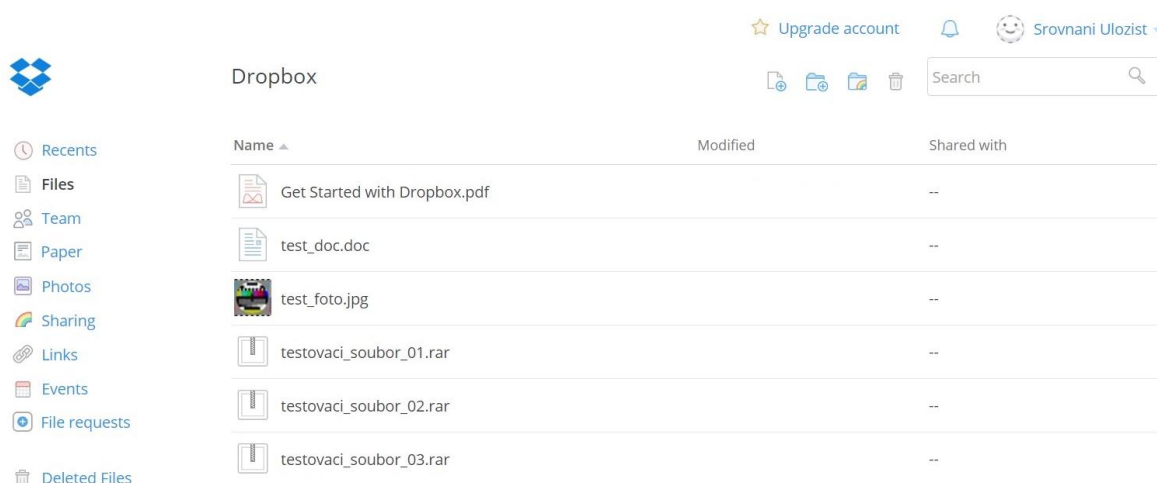 Upgrade account
Srovnani Ulozist
Dropbox
Search
Recents
Files
Team
Paper
Photos
Sharing
Links
Events
File requests
Deleted Files
Name Modified Shared with
Get Started with Dropbox.pdf --
test_doc.doc --
test_foto.jpg --
testovaci_soubor_01.rar --
testovaci_soubor_02.rar --
testovaci_soubor_03.rar --